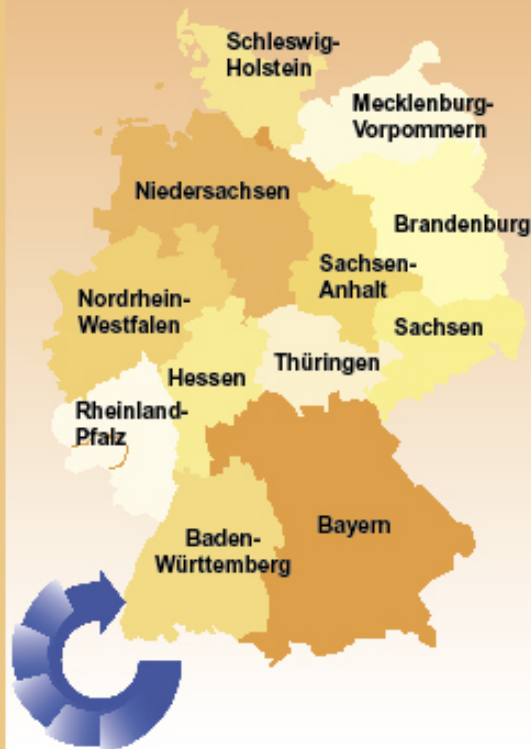 Schleswig-
Holstein
Mecklenburg-
Vorpommern
Niedersachsen
Brandenburg
Sachsen-
Anhalt
Nordrhein-
Westfalen
Sachsen
Thüringen
Hessen
Rheinland-
Pfalz
Bayern
Baden-
Württemberg